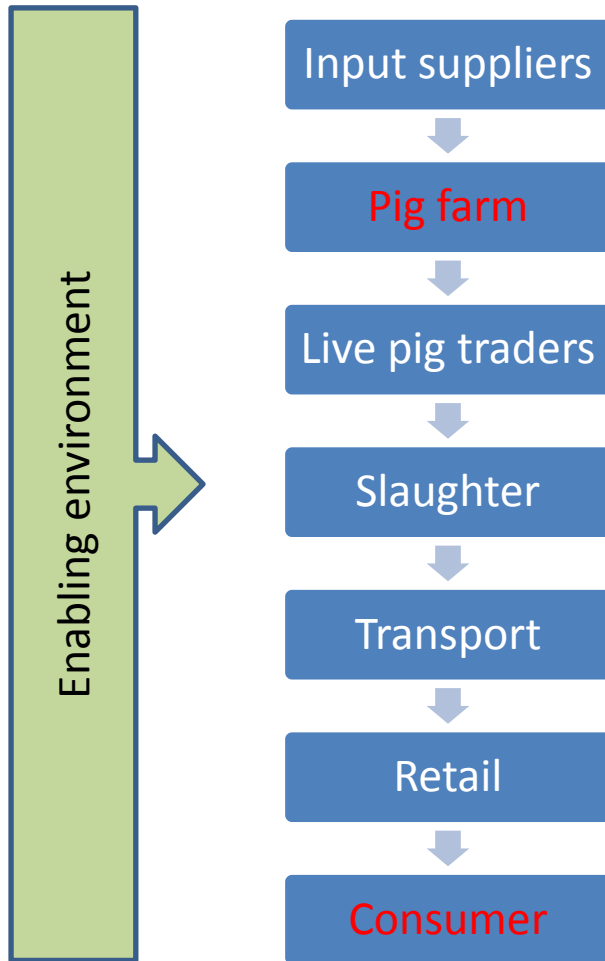 Enabling environment
Input suppliers
Pig farm
Live pig traders
Slaughter
Transport
Retail
Consumer